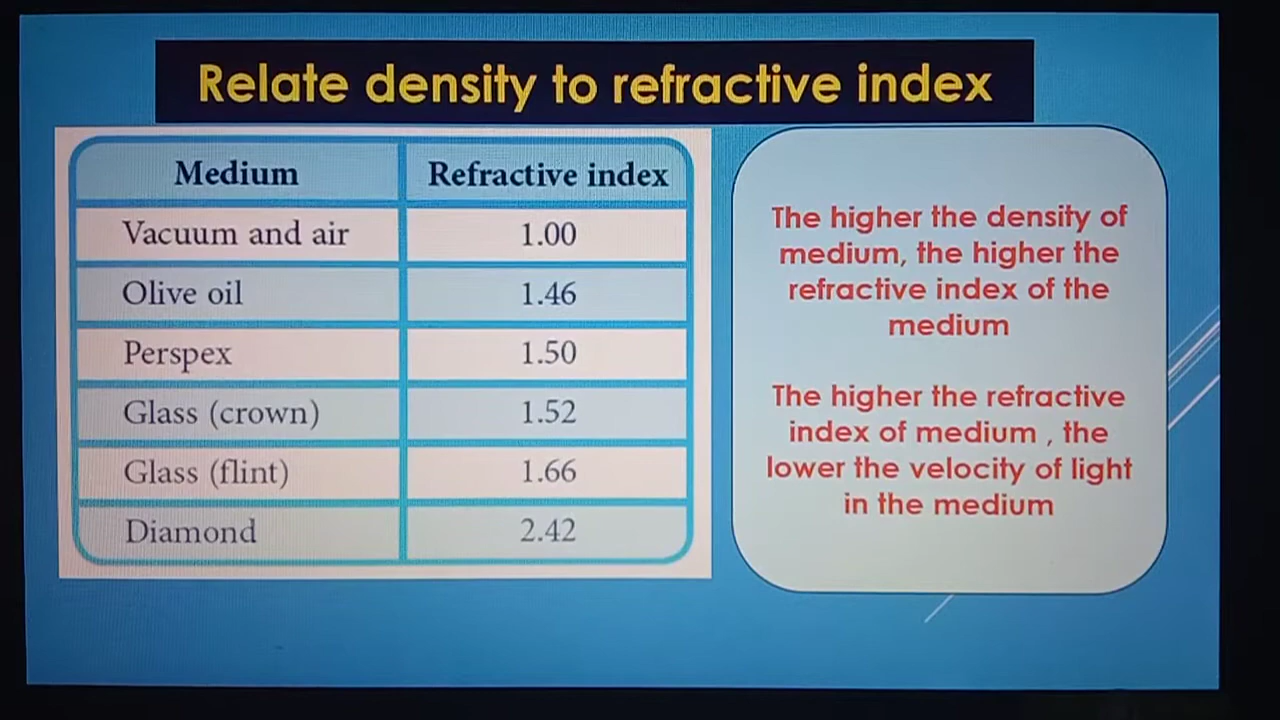 Relate density to refractive index
Medium Refractive index
Vacuum and air 1.00
Olive oil 1.46
Perspex 1.50
Glass (crown) 1.52
Glass (flint) 1.66
Diamond 2.42
The higher the density of
medium, the higher the
refractive index of the
medium
The higher the refractive
index of medium , the
lower the velocity of light
in the medium